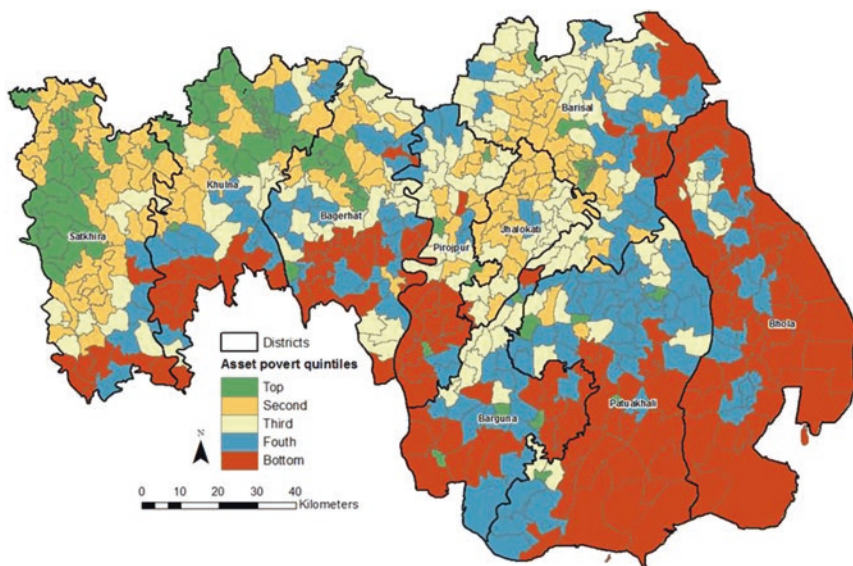 Barisal
Khulna
Bagerhat
Satkhira
Pirojpur
Jhalokati
Bhola
Patuakhali
Barguna
Districts
Asset povert quintiles
Top
Second
Third
Fouth
Bottom
N
0 10 20 30 40
Kilometers